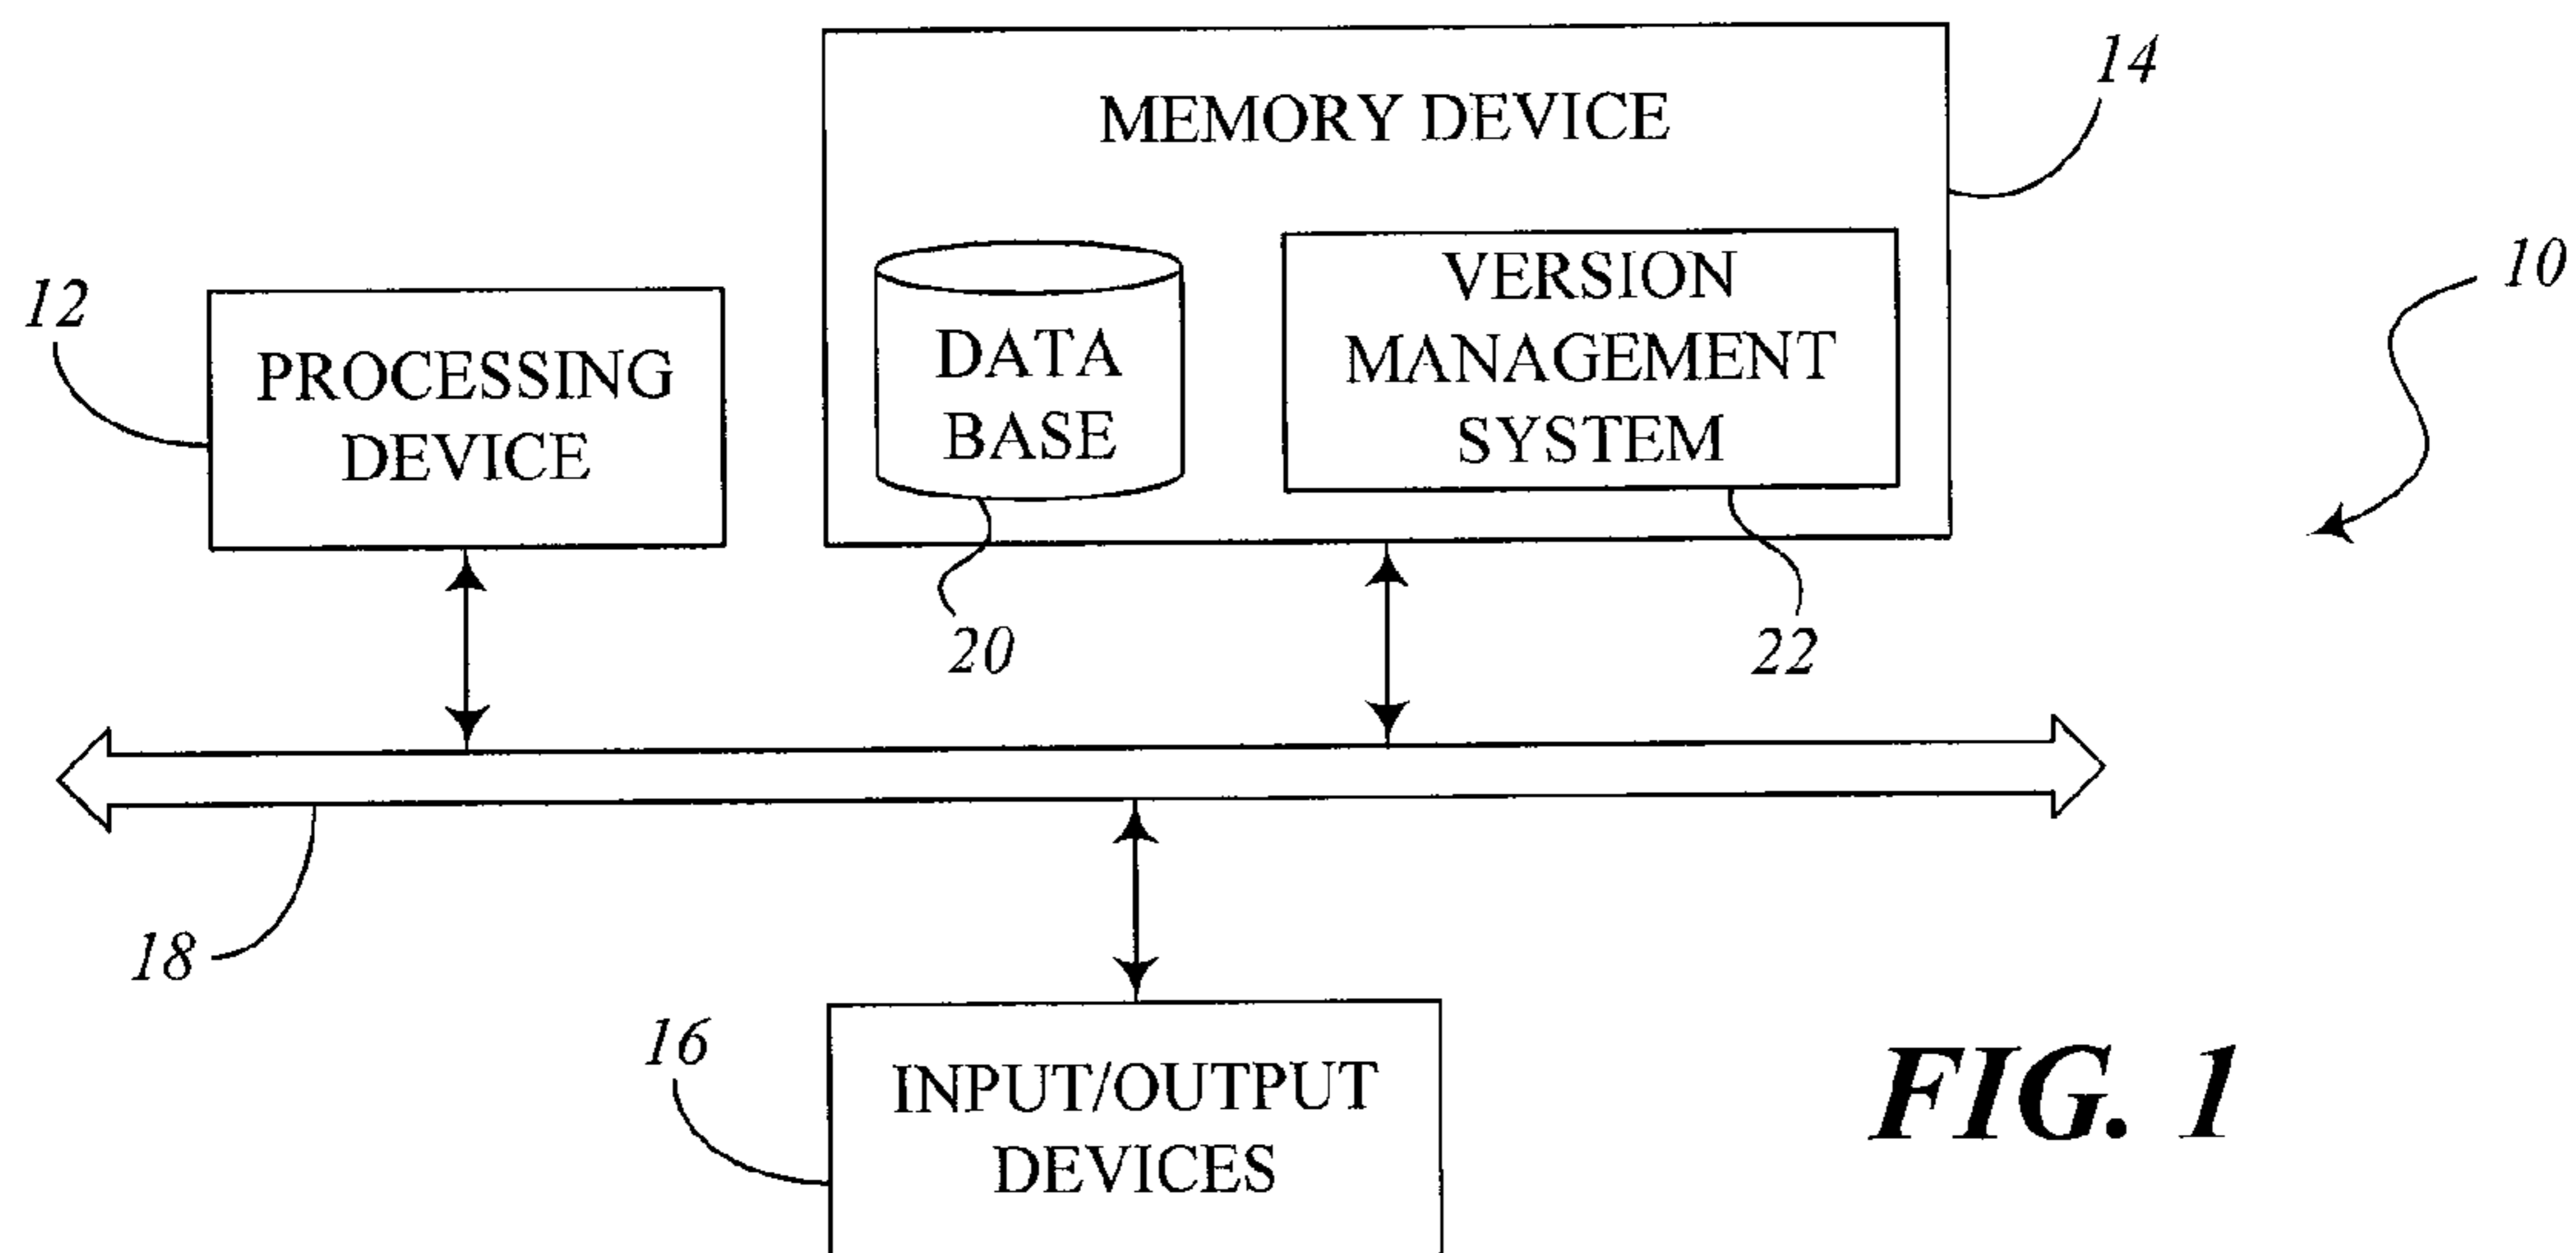 MEMORY DEVICE
14
12
PROCESSING
DEVICE
DATA
BASE
VERSION
MANAGEMENT
SYSTEM
10
20
22
18
16
INPUT/OUTPUT
DEVICES
FIG. 1